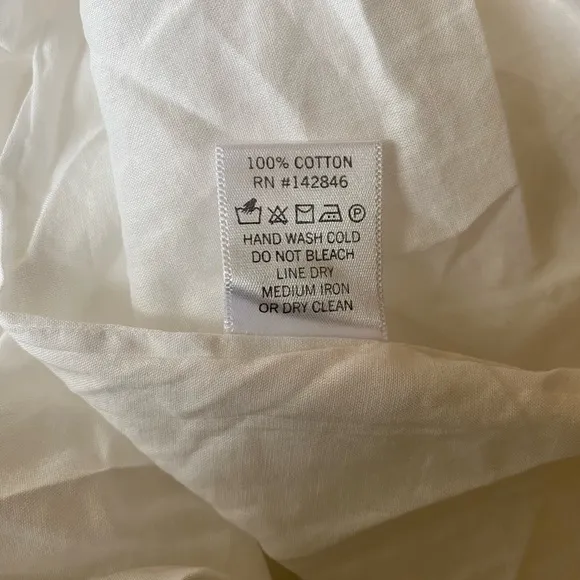 100% COTTON
RN #142846
P
HAND WASH COLD
DO NOT BLEACH
LINE DRY
MEDIUM IRON
OR DRY CLEAN